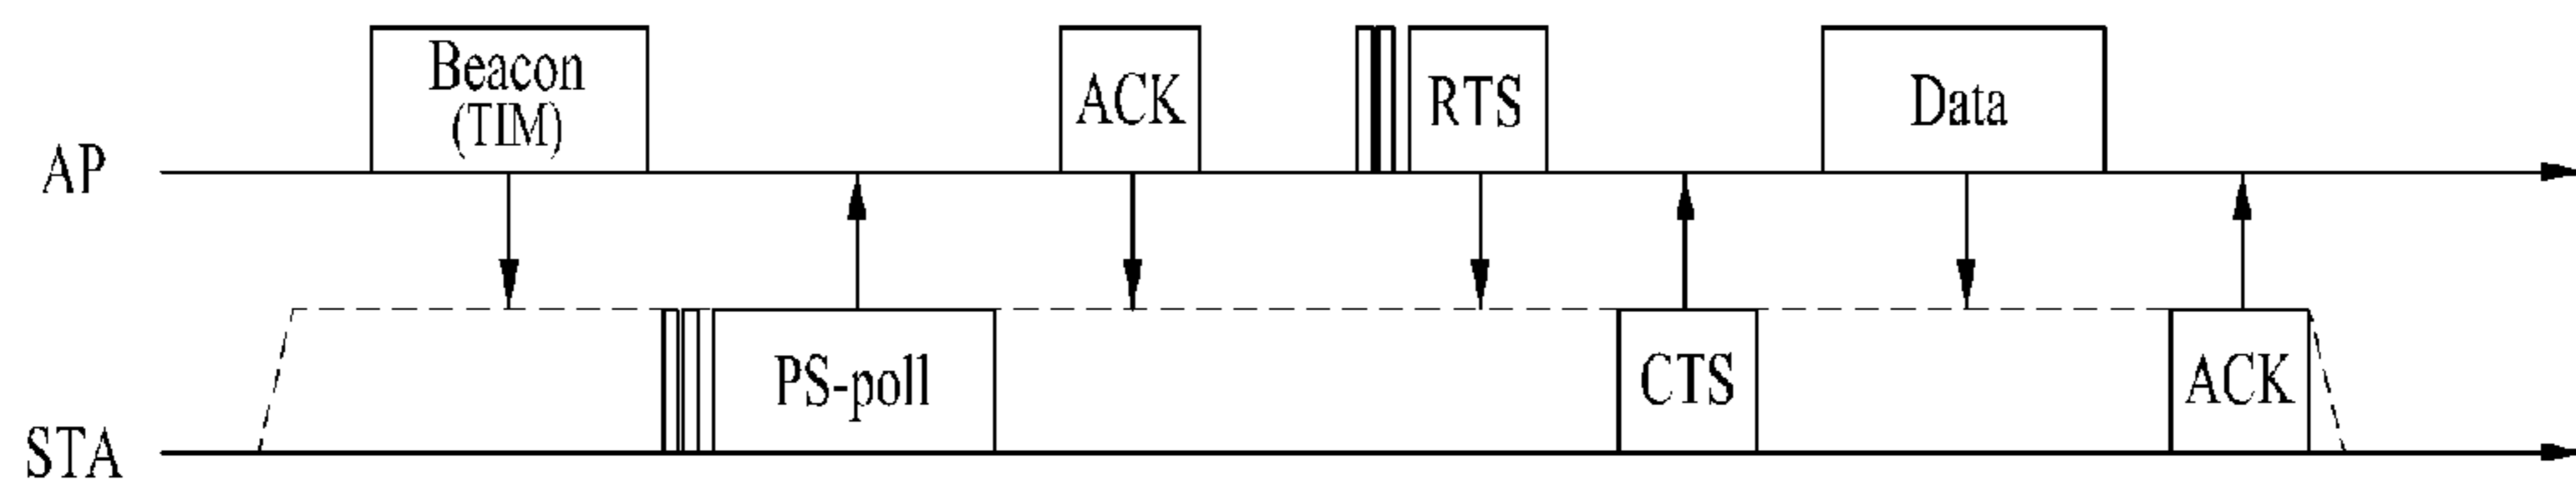 Beacon
(TIM)
ACK
RTS
Data
AP
PS-poll
CTS
ACK
STA